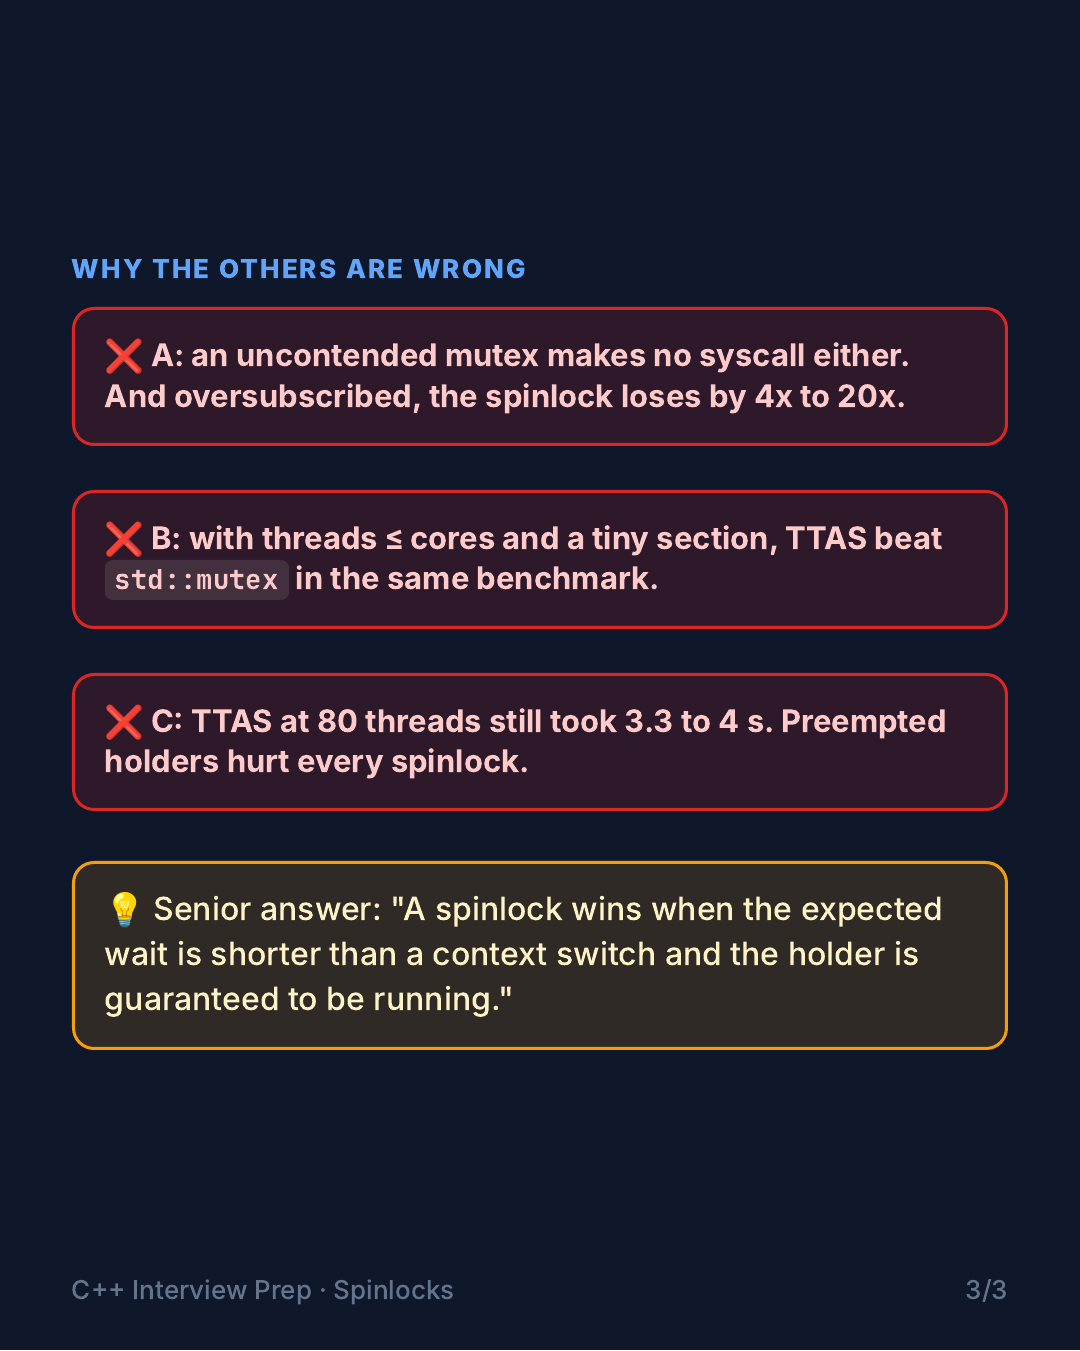 WHY THE OTHERS ARE WRONG
❌ A: an uncontended mutex makes no syscall either.
And oversubscribed, the spinlock loses by 4x to 20x.
❌ B: with threads ≤ cores and a tiny section, TTAS beat
std::mutex in the same benchmark.
❌ C: TTAS at 80 threads still took 3.3 to 4 s. Preempted
holders hurt every spinlock.
💡 Senior answer: "A spinlock wins when the expected
wait is shorter than a context switch and the holder is
guaranteed to be running."
C++ Interview Prep · Spinlocks
3/3